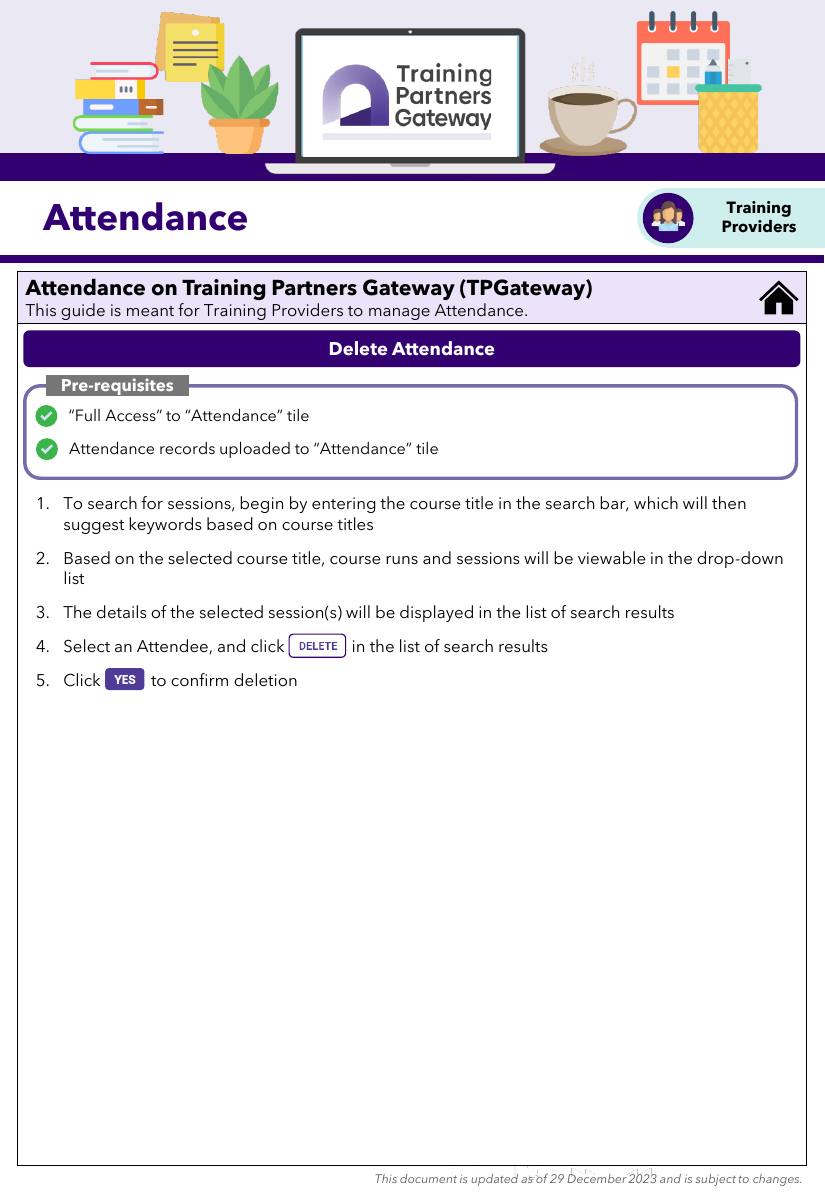 Training
Partners
Gateway
Attendance
Training
Providers
Attendance on Training Partners Gateway (TPGateway)
This guide is meant for Training Providers to manage Attendance.
Delete Attendance
Pre-requisites
“Full Access” to “Attendance” tile
Attendance records uploaded to “Attendance” tile
1. To search for sessions, begin by entering the course title in the search bar, which will then
suggest keywords based on course titles
2. Based on the selected course title, course runs and sessions will be viewable in the drop-down
list
3. The details of the selected session(s) will be displayed in the list of search results
4. Select an Attendee, and click DELETE in the list of search results
5. Click YES to confirm deletion
This document is updated as of 29 December 2023 and is subject to changes.